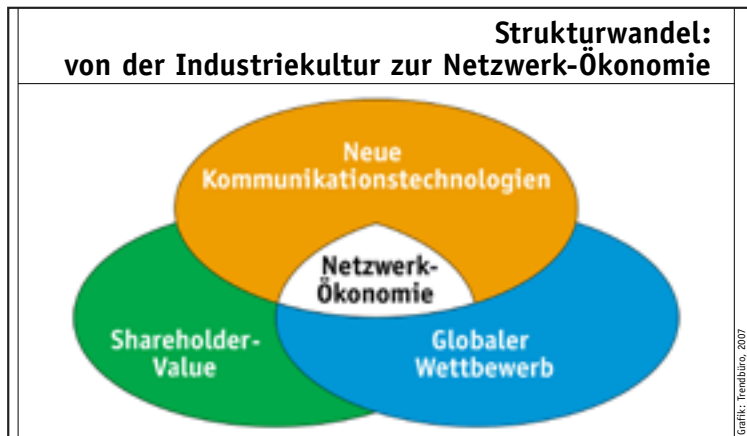 Strukturwandel:
von der Industriekultur zur Netzwerk-Ökonomie
Neue
Kommunikationstechnologien
Netzwerk-
Ökonomie
Shareholder-
Value
Globaler
Wettbewerb
Grafik: Trendbüro, 2007